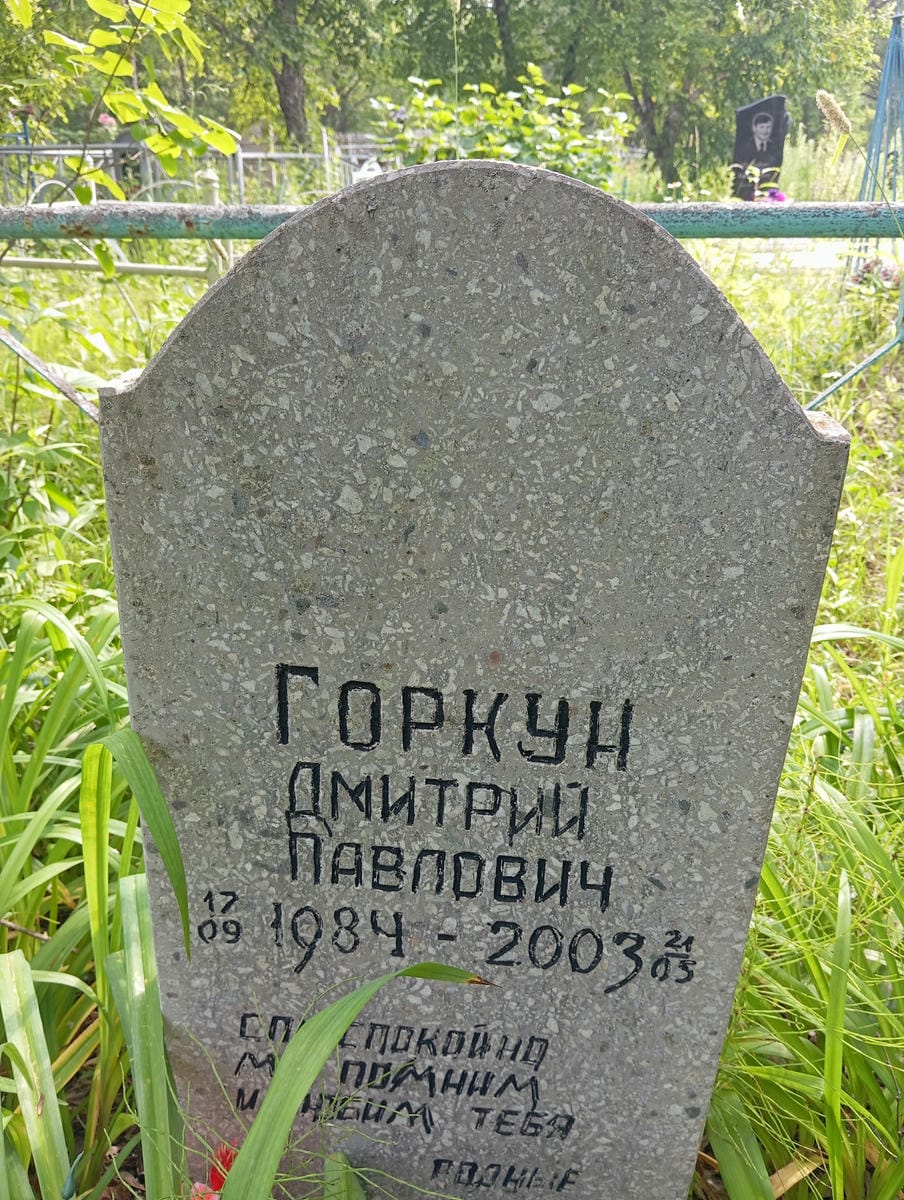 Горкун
Дмитрий
Павлович
17/09 1984 - 2003 21/05
СПИ СПОКОЙНО
МЫ ПОМНИМ
И ЛЮБИМ ТЕБЯ
РОДНЫЕ